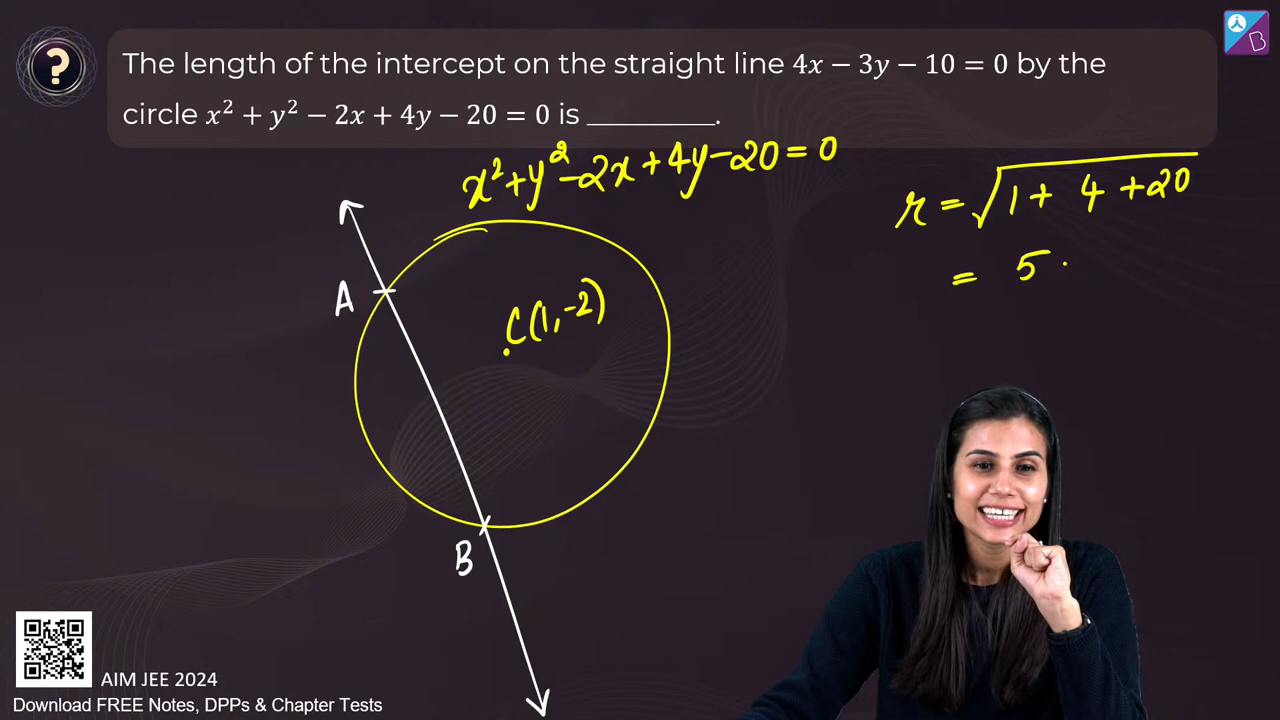 The length of the intercept on the straight line 4x − 3y − 10 = 0 by the
circle x² + y² − 2x + 4y − 20 = 0 is ________.
x²+y²-2x+4y-20=0
r = √1+4+20
= 5.
A
C(1,-2)
B
AIM JEE 2024
Download FREE Notes, DPPs & Chapter Tests